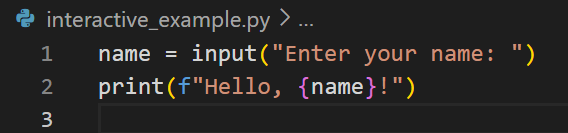 interactive_example.py > ...
1 name = input("Enter your name: ")
2 print(f"Hello, {name}!")
3